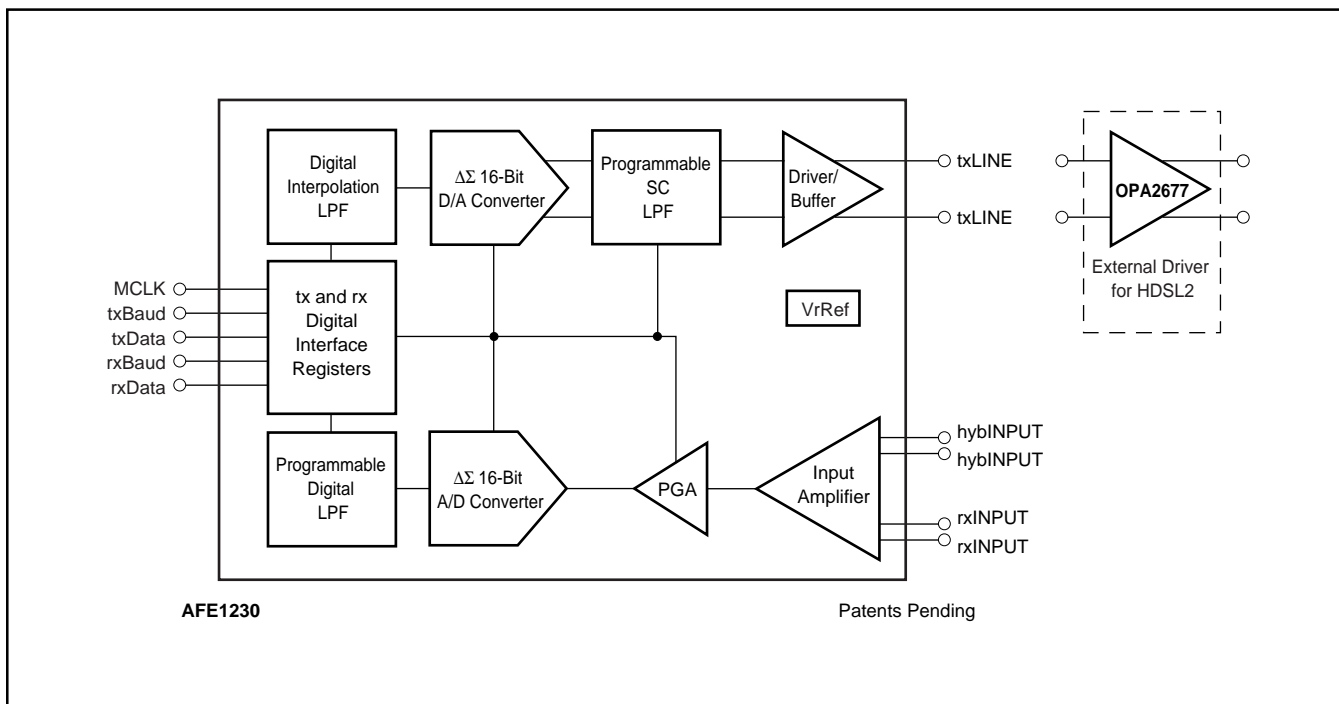 Digital
Interpolation
LPF
ΔΣ 16-Bit
D/A Converter
Programmable
SC
LPF
Driver/
Buffer
txLINE
txLINE
OPA2677
External Driver
for HDSL2
MCLK
txBaud
txData
rxBaud
rxData
tx and rx
Digital
Interface
Registers
VrRef
Programmable
Digital
LPF
ΔΣ 16-Bit
A/D Converter
PGA
Input
Amplifier
hybINPUT
hybINPUT
rxINPUT
rxINPUT
AFE1230
Patents Pending